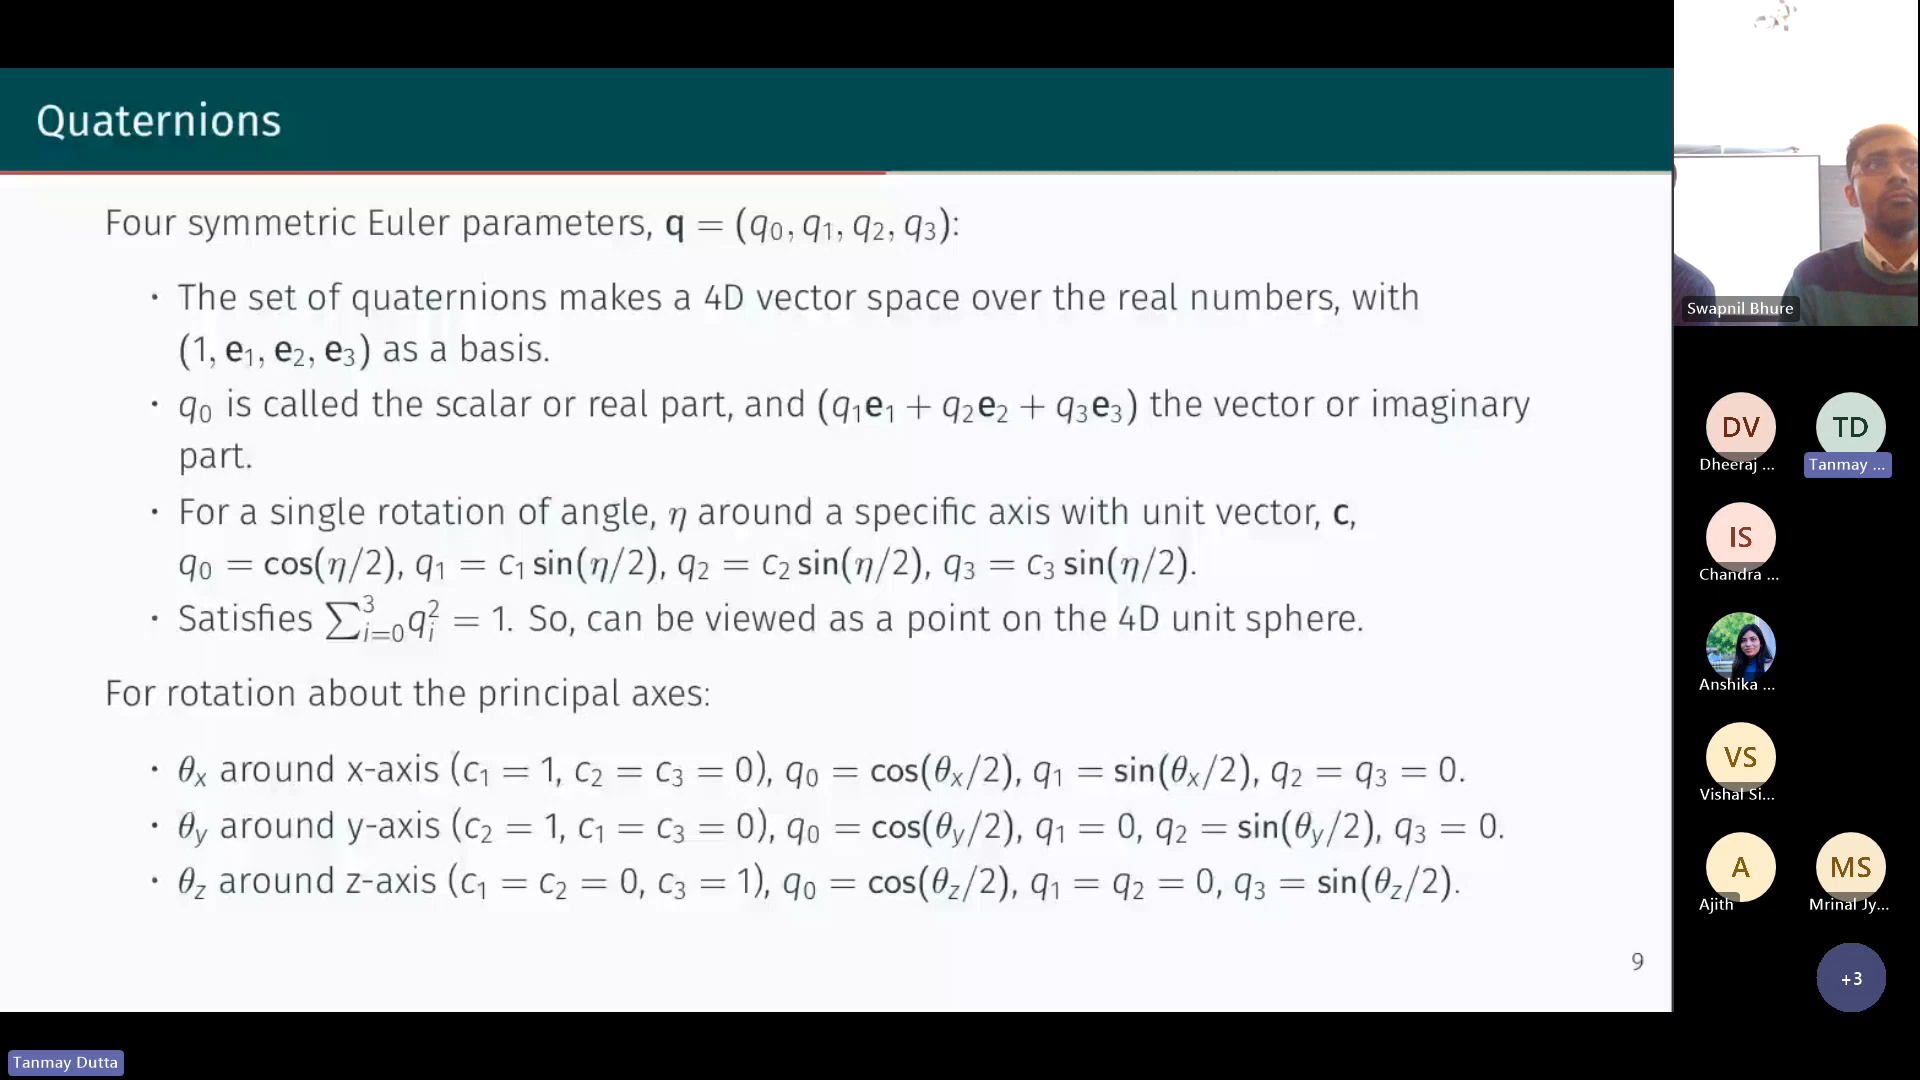 Quaternions
Four symmetric Euler parameters, q = (q₀, q₁, q₂, q₃):
· The set of quaternions makes a 4D vector space over the real numbers, with
(1, e₁, e₂, e₃) as a basis.
· q₀ is called the scalar or real part, and (q₁e₁ + q₂e₂ + q₃e₃) the vector or imaginary
part.
· For a single rotation of angle, η around a specific axis with unit vector, c,
q₀ = cos(η/2), q₁ = c₁ sin(η/2), q₂ = c₂ sin(η/2), q₃ = c₃ sin(η/2).
· Satisfies ∑³ᵢ₌₀ qᵢ² = 1. So, can be viewed as a point on the 4D unit sphere.
For rotation about the principal axes:
· θₓ around x-axis (c₁ = 1, c₂ = c₃ = 0), q₀ = cos(θₓ/2), q₁ = sin(θₓ/2), q₂ = q₃ = 0.
· θ_y around y-axis (c₂ = 1, c₁ = c₃ = 0), q₀ = cos(θ_y/2), q₁ = 0, q₂ = sin(θ_y/2), q₃ = 0.
· θ_z around z-axis (c₁ = c₂ = 0, c₃ = 1), q₀ = cos(θ_z/2), q₁ = q₂ = 0, q₃ = sin(θ_z/2).
9
Tanmay Dutta
Swapnil Bhure
DV
Dheeraj ...
TD
Tanmay ...
IS
Chandra ...
Anshika ...
VS
Vishal Si...
A
Ajith
MS
Mrinal Jy...
+3